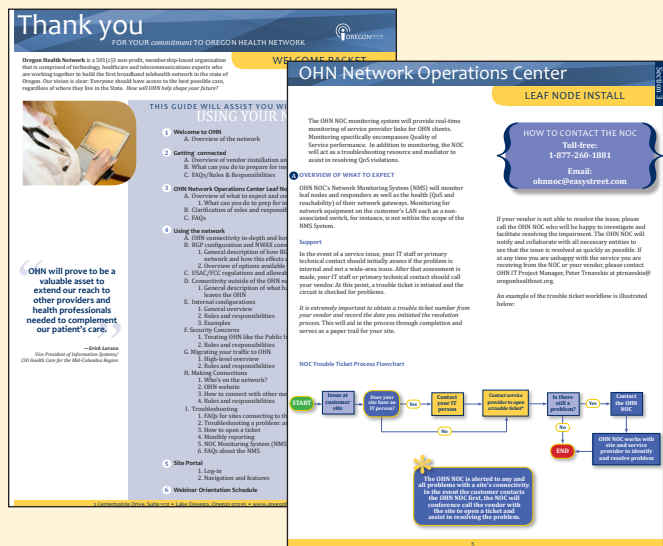 Thank you
FOR YOUR commitment TO OREGON HEALTH NETWORK
OREGON
WELCOME PACKET
Oregon Health Network is a 501(c)3 non-profit, membership-based organization
that is comprised of technology, healthcare and telecommunications experts who
are working together to build the first broadband telehealth network in the state of
Oregon. Our vision is clear: Everyone should have access to the best possible care,
regardless of where they live in the State. How will OHN help shape your future?
THIS GUIDE WILL ASSIST YOU WI
USING YOUR N
1 Welcome to OHN
A. Overview of the network
2 Getting connected
A. Overview of vendor installation an
B. What you can do to prepare for ins
C. FAQs/Roles & Responsibilities
3 OHN Network Operations Center Leaf No
A. Overview of what to expect and co
1. What can you do to prep for in
B. Clarification of roles and responsib
C. FAQs
4 Using the network
A. OHN connectivity in-depth and ho
B. BGP configuration and NWAX conn
1. General description of how BG
network and how this effects a
2. Overview of options available
C. USAC/FCC regulations and allowab
D. Connectivity outside of the OHN ne
1. General description of what ha
leaves the OHN
E. Internal configurations
1. General overview
2. Roles and responsibilities
3. Examples
F. Security Concerns
1. Treating OHN like the Public I
2. Roles and responsibilities
G. Migrating your traffic to OHN
1. High-level overview
2. Roles and responsibilities
H. Making Connections
1. Who's on the network?
2. OHN website
3. How to connect with other me
4. Roles and responsibilities
I. Troubleshooting
1. FAQs for sites connecting to th
2. Troubleshooting a problem: as
3. How to open a ticket
4. Monthly reporting
5. NOC Monitoring System (NMS
6. FAQs about the NMS
5 Site Portal
1. Log-in
2. Navigation and features
6 Webinar Orientation Schedule
“OHN will prove to be a
valuable asset to
extend our reach to
other providers and
health professionals
needed to complement
our patient's care.”
—Erick Larson
Vice President of Information Systems/
CIO Health Care for the Mid-Columbia Region
OHN Network Operations Center
Section 3
LEAF NODE INSTALL
The OHN NOC monitoring system will provide real-time
monitoring of service provider links for OHN clients.
Monitoring specifically encompasses Quality of
Service performance. In addition to monitoring, the NOC
will act as a troubleshooting resource and mediator to
assist in resolving QoS violations.
A OVERVIEW OF WHAT TO EXPECT
OHN NOC's Network Monitoring System (NMS) will monitor
leaf nodes and responders as well as the health (QoS and
reachability) of their network gateways. Monitoring for
network equipment on the customer's LAN such as a non-
associated switch, for instance, is not within the scope of the
NMS System.
Support
In the event of a service issue, your IT staff or primary
technical contact should initially assess if the problem is
internal and not a wide-area issue. After that assessment is
made, your IT staff or primary technical contact should call
your vendor. At this point, a trouble ticket is intiated and the
circuit is checked for problems.
It is extremely important to obtain a trouble ticket number from
your vendor and record the date you initiated the resolution
process. This will aid in the process through completion and
serves as a paper trail for your site.
HOW TO CONTACT THE NOC
Toll-free:
1-877-260-1881
Email:
ohnnoc@easystreet.com
If your vendor is not able to resolve the issue, please
call the OHN NOC who will be happy to investigate and
facilitate resolving the impairment. The OHN NOC will
notify and collaborate with all necessary entities to
see that the issue is resolved as quickly as possible. If
at any time you are unhappy with the service you are
receiving from the NOC or your vendor, please contact
OHN IT Project Manager, Peter Trnavskis at ptrnavskis@
oregonhealthnet.org.
An example of the trouble ticket workflow is illustrated
below:
NOC Trouble Ticket Process Flowchart
START
Issue at
customer
site
Does your
site have an
IT person?
Yes
Contact
your IT
person
Contact service
provider to open
a trouble ticket*
Is there
still a
problem?
Yes
Contact
the OHN
NOC
No
No
END
OHN NOC works with
site and service
provider to identify
and resolve problem
*
The OHN NOC is alerted to any and
all problems with a site's connectivity.
In the event the customer contacts
the OHN NOC first, the NOC will
conference call the vendor with
the site to open a ticket and
assist in resolving the problem.
5